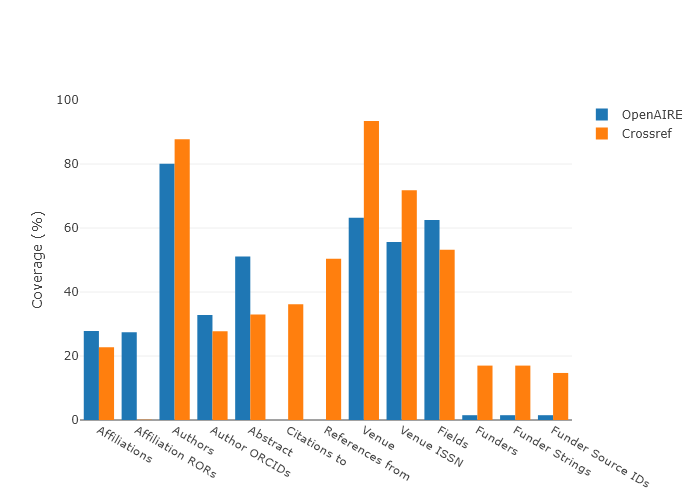 100
80
60
40
20
0
Coverage (%)
OpenAIRE
Crossref
Affiliations
Affiliation RORs
Authors
Author ORCIDs
Abstract
Citations to
References from
Venue
Venue ISSN
Fields
Funders
Funder Strings
Funder Source IDs